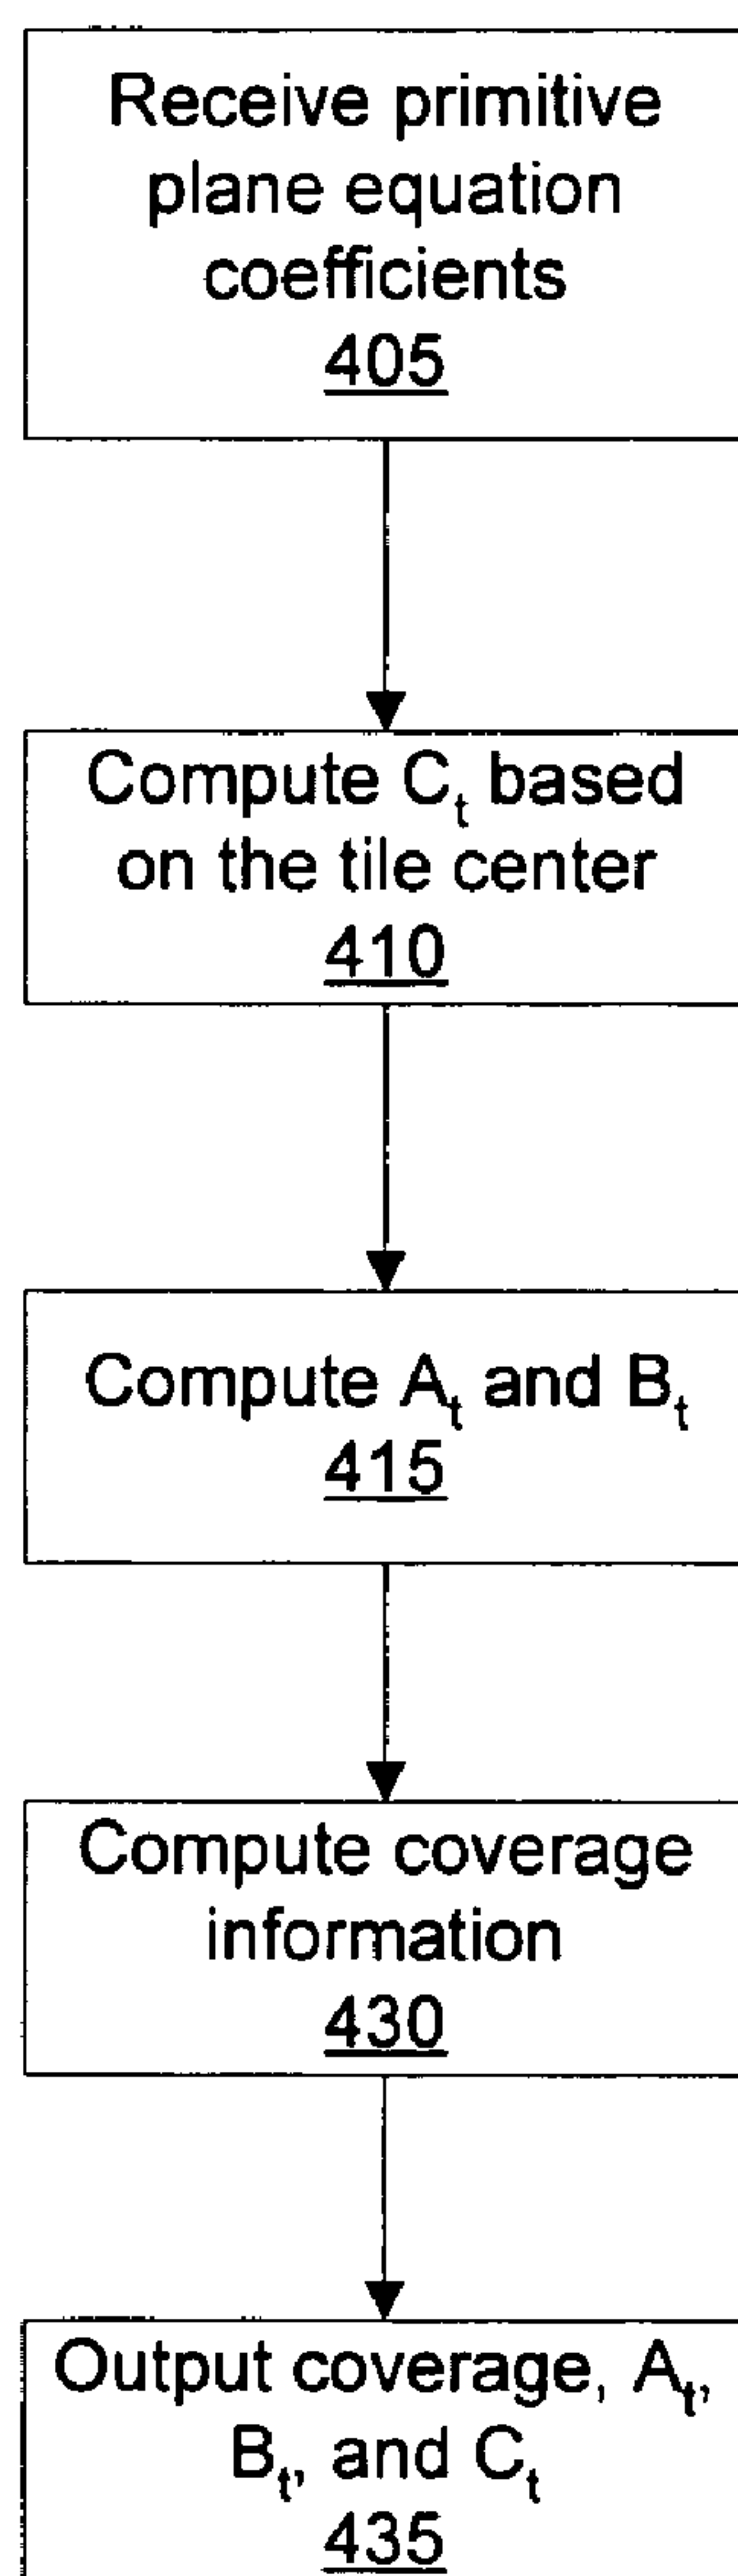 Receive primitive
plane equation
coefficients
405
Compute Ct based
on the tile center
410
Compute At and Bt
415
Compute coverage
information
430
Output coverage, At,
Bt, and Ct
435